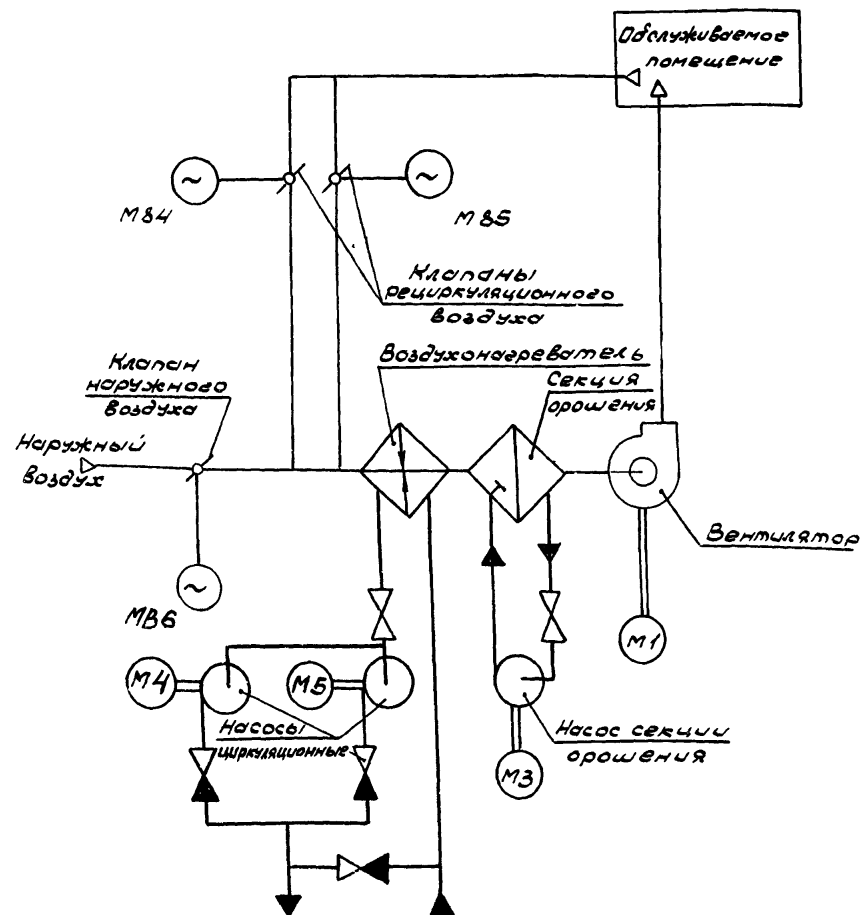 Обслуживаемое
помещение
М84
М85
Клапаны
рециркуляционного
воздуха
Клапан
наружного
воздуха
Воздухонагреватель
Секция
орошения
Наружный
воздух
Вентилятор
МВ6
М1
М4
М5
Насосы
циркуляционные
Насос секции
орошения
М3